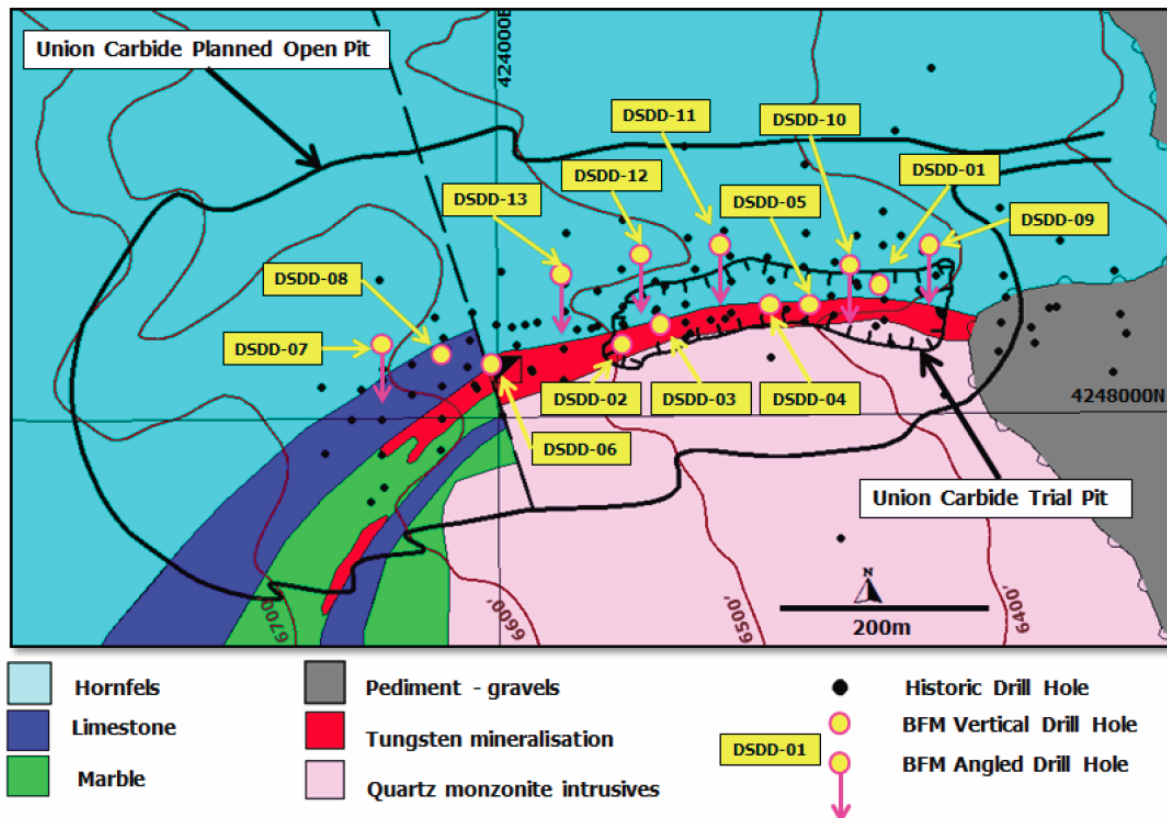 Union Carbide Planned Open Pit
424000E
DSDD-11
DSDD-10
DSDD-12
DSDD-01
DSDD-13
DSDD-05
DSDD-09
DSDD-08
DSDD-07
DSDD-02
DSDD-03
DSDD-04
4248000N
DSDD-06
Union Carbide Trial Pit
N
200m
6700'
6600'
6500'
6400'
Hornfels
Limestone
Marble
Pediment - gravels
Tungsten mineralisation
Quartz monzonite intrusives
Historic Drill Hole
BFM Vertical Drill Hole
DSDD-01
BFM Angled Drill Hole